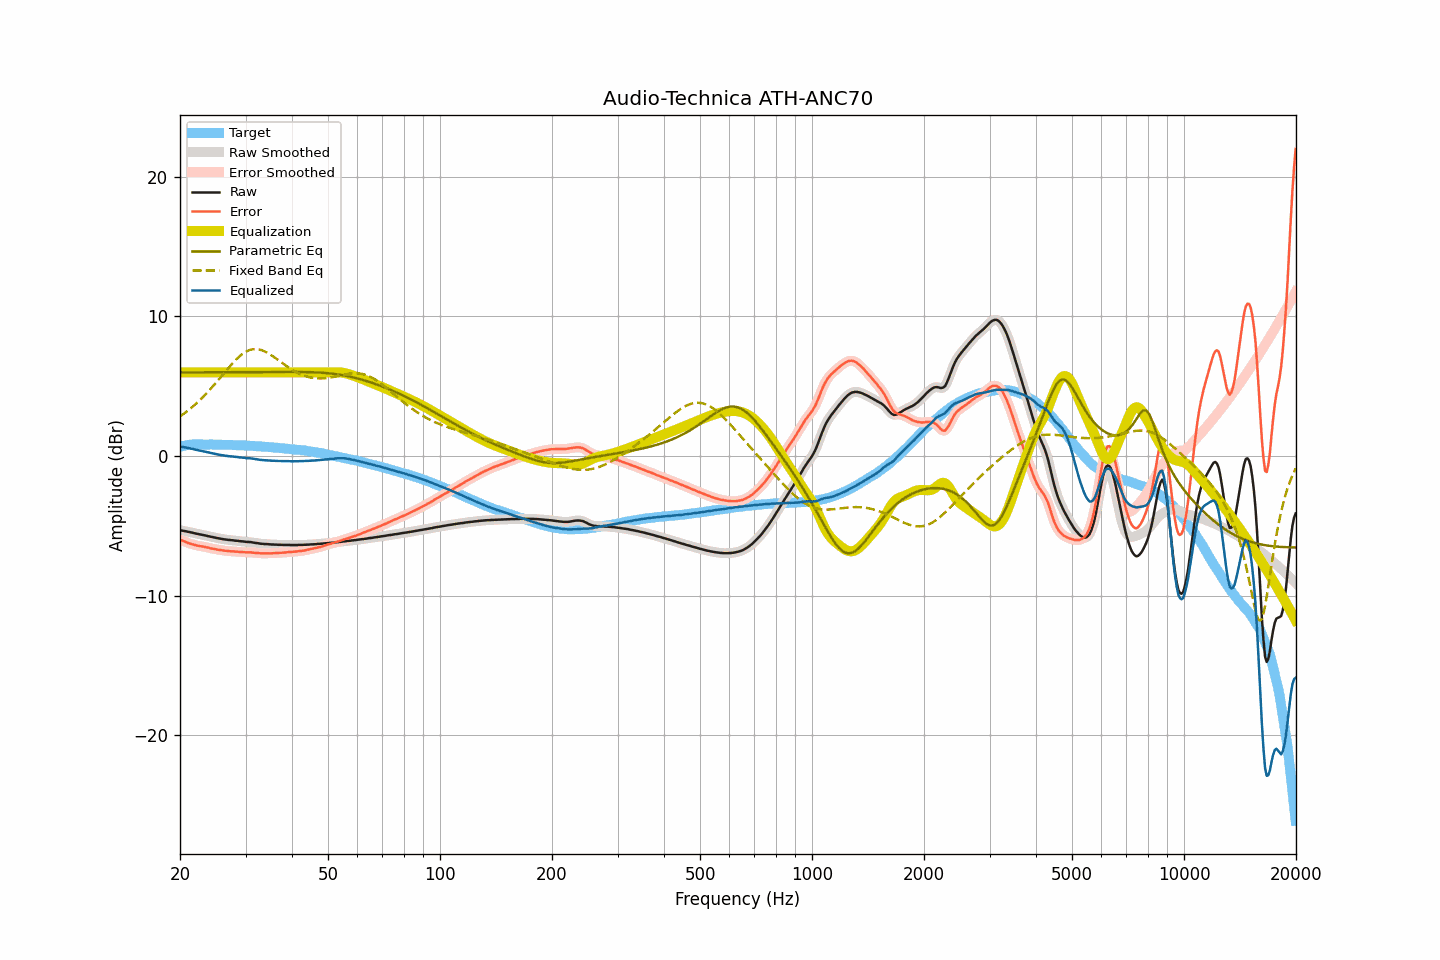 Audio-Technica ATH-ANC70
Target
Raw Smoothed
Error Smoothed
Raw
Error
Equalization
Parametric Eq
Fixed Band Eq
Equalized
20
10
0
−10
−20
Amplitude (dBr)
20 50 100 200 500 1000 2000 5000 10000 20000
Frequency (Hz)